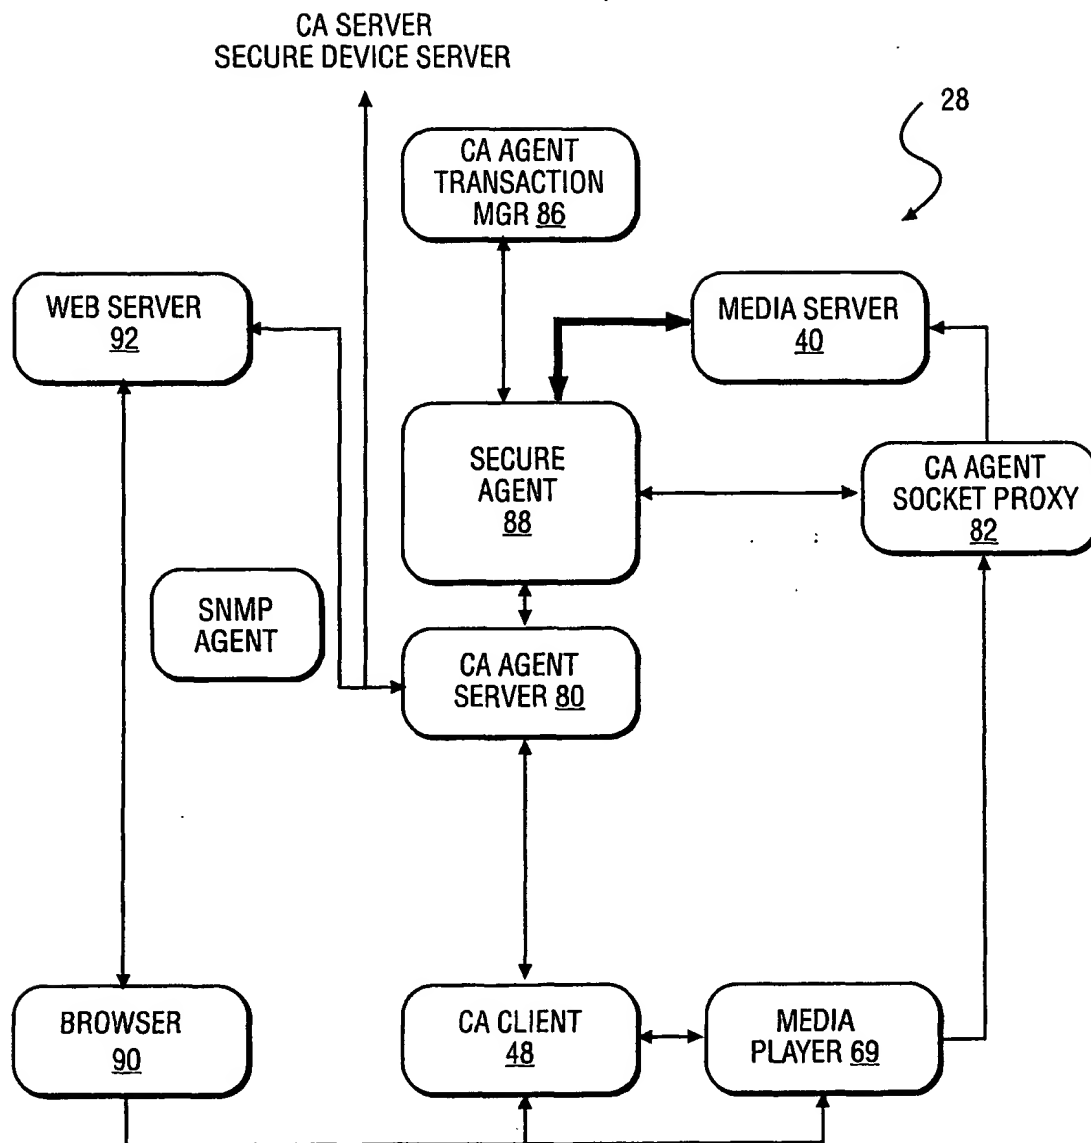 CA SERVER
SECURE DEVICE SERVER
28
CA AGENT
TRANSACTION
MGR 86
WEB SERVER
92
MEDIA SERVER
40
SECURE
AGENT
88
CA AGENT
SOCKET PROXY
82
SNMP
AGENT
CA AGENT
SERVER 80
BROWSER
90
CA CLIENT
48
MEDIA
PLAYER 69